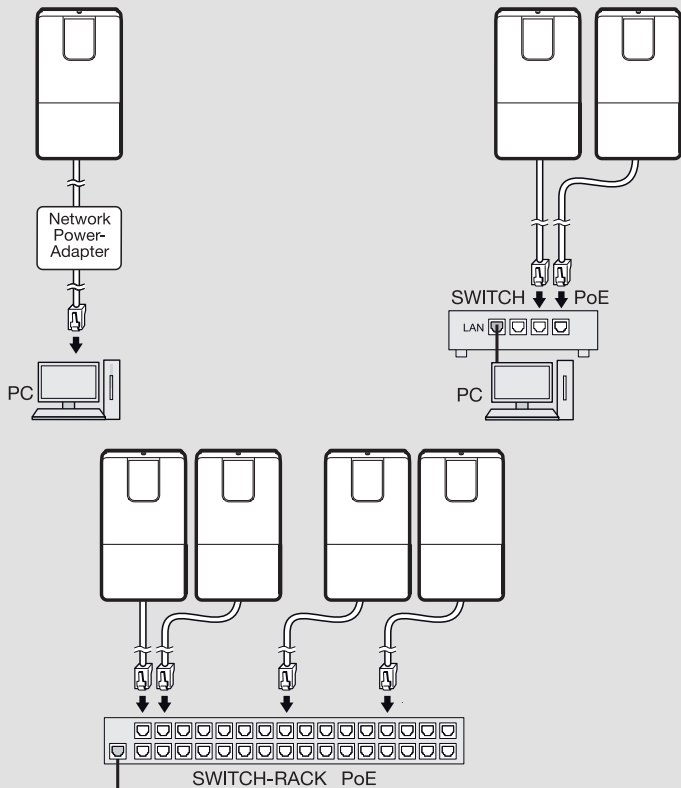 Network
Power-
Adapter
PC
SWITCH PoE
LAN
PC
SWITCH-RACK PoE